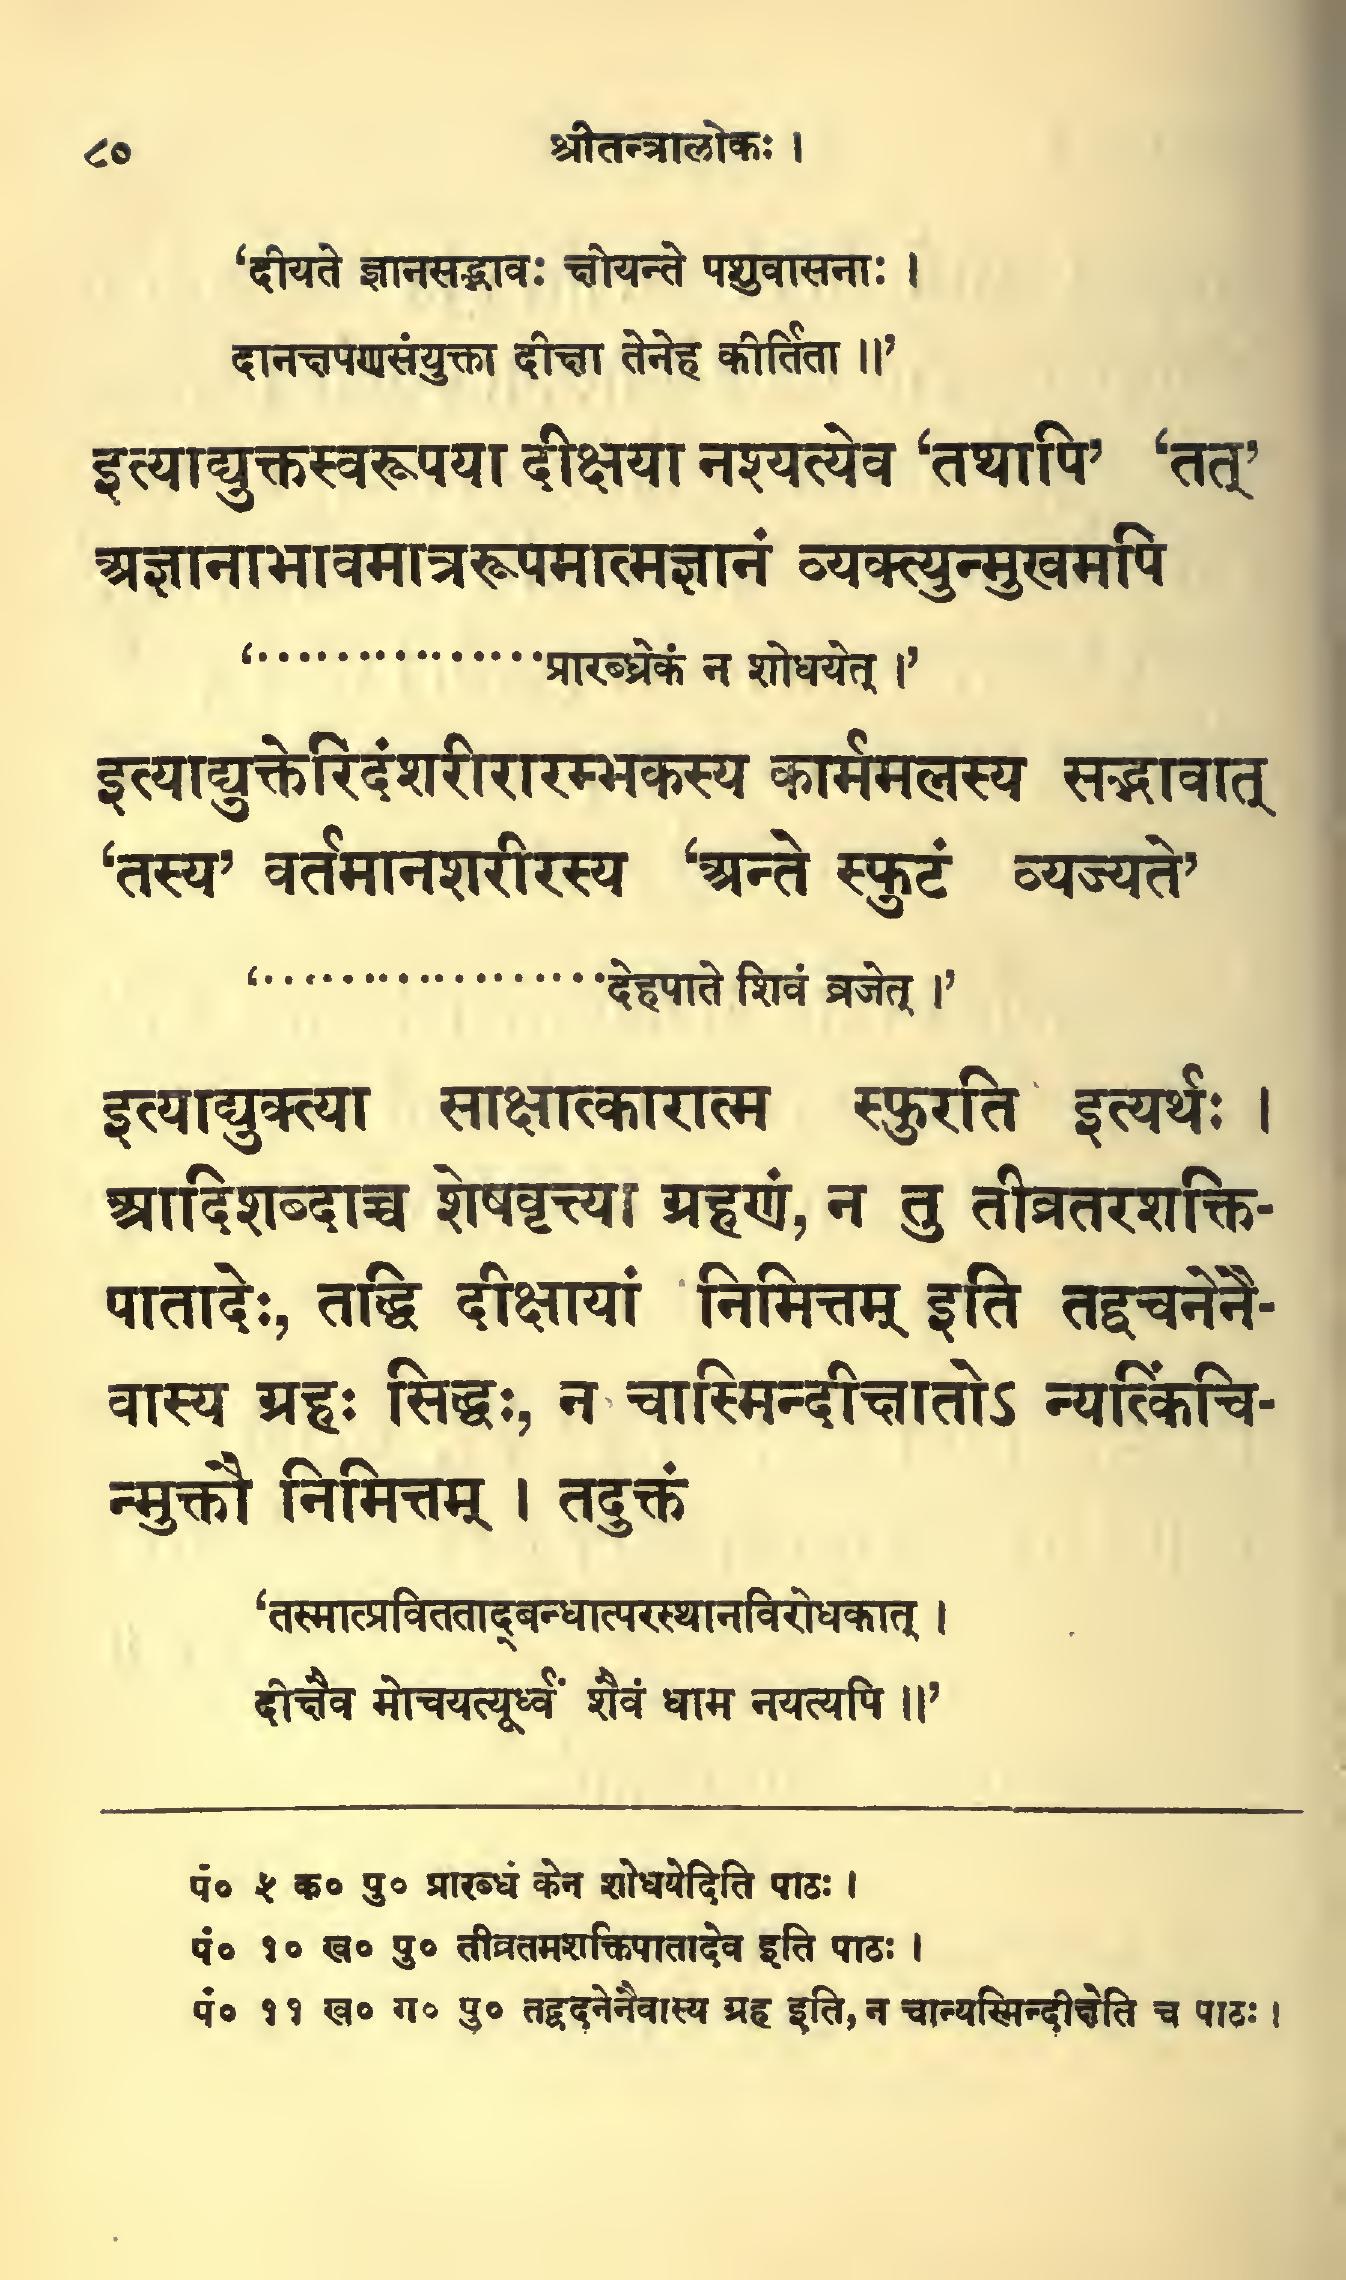 ८०
श्रीतन्त्रालोकः ।
‘दीयते ज्ञानसद्भावः क्षीयन्ते पशुवासनाः ।
दानक्षपणसंयुक्ता दीक्षा तेनेह कीर्तिता ॥’
इत्याद्युक्तस्वरूपया दीक्षया नश्यत्येव ‘तथापि’ ‘तत्’
अज्ञानाभावमात्ररूपमात्मज्ञानं व्यक्त्युन्मुखमपि
‘................प्रारब्ध्रेकं न शोधयेत् ।’
इत्याद्युक्तेरिदंशरीरारम्भकस्य कार्ममलस्य सद्भावात्
‘तस्य’ वर्तमानशरीरस्य ‘अन्ते स्फुटं व्यज्यते’
‘...................देहपाते शिवं व्रजेत् ।’
इत्याद्युक्त्या साक्षात्कारात्म स्फुरति इत्यर्थः ।
आदिशब्दाच्च शेषवृत्त्या ग्रहणं, न तु तीव्रतरशक्ति-
पातादेः, तद्धि दीक्षायां निमित्तम् इति तद्वचनेनै-
वास्य ग्रहः सिद्धः, न चास्मिन्दीक्षातोऽ न्यत्किंचि-
न्मुक्तौ निमित्तम् । तदुक्तं
‘तस्मात्प्रवितताद्बन्धात्परस्थानविरोधकात् ।
दीक्षैव मोचयत्यूर्ध्वं शैवं धाम नयत्यपि ॥’
पं० ५ क० पु० प्रारब्धं केन शोधयेदिति पाठः ।
पं० १० ख० पु० तीव्रतमशक्तिपातादेव इति पाठः ।
पं० ११ ख० ग० पु० तद्वदनेनैवास्य ग्रह इति, न चान्यस्मिन्दीक्षेति च पाठः ।